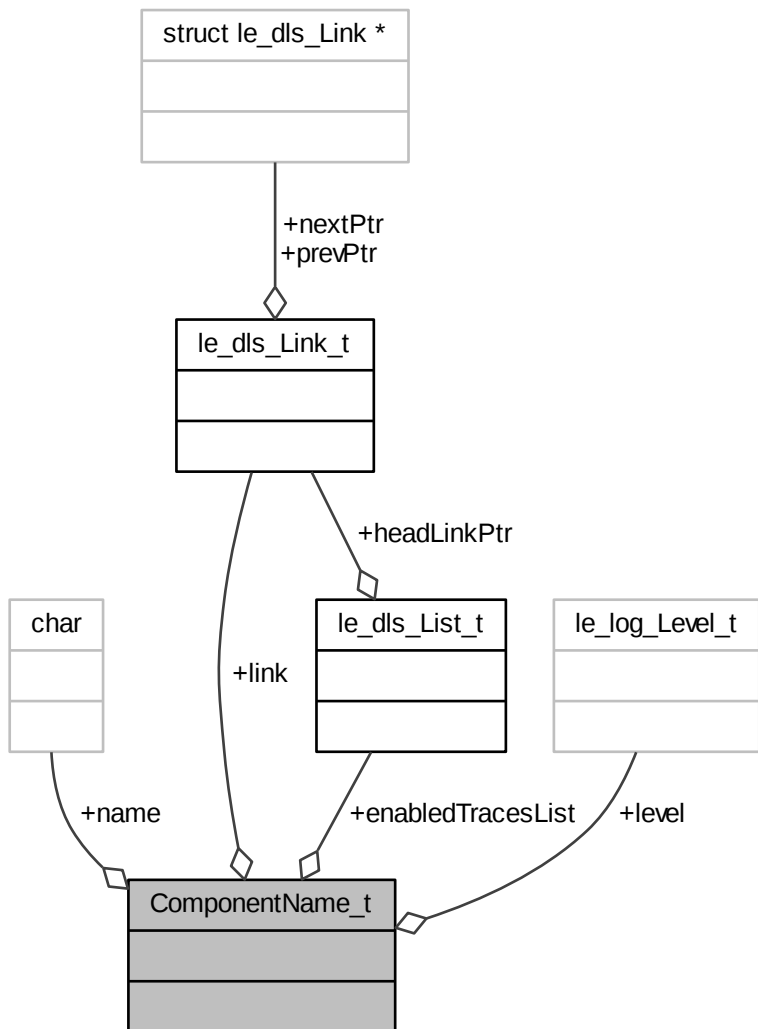 struct le_dls_Link *
+nextPtr
+prevPtr
le_dls_Link_t
+headLinkPtr
char
le_dls_List_t
le_log_Level_t
+link
+name
+enabledTracesList
+level
ComponentName_t